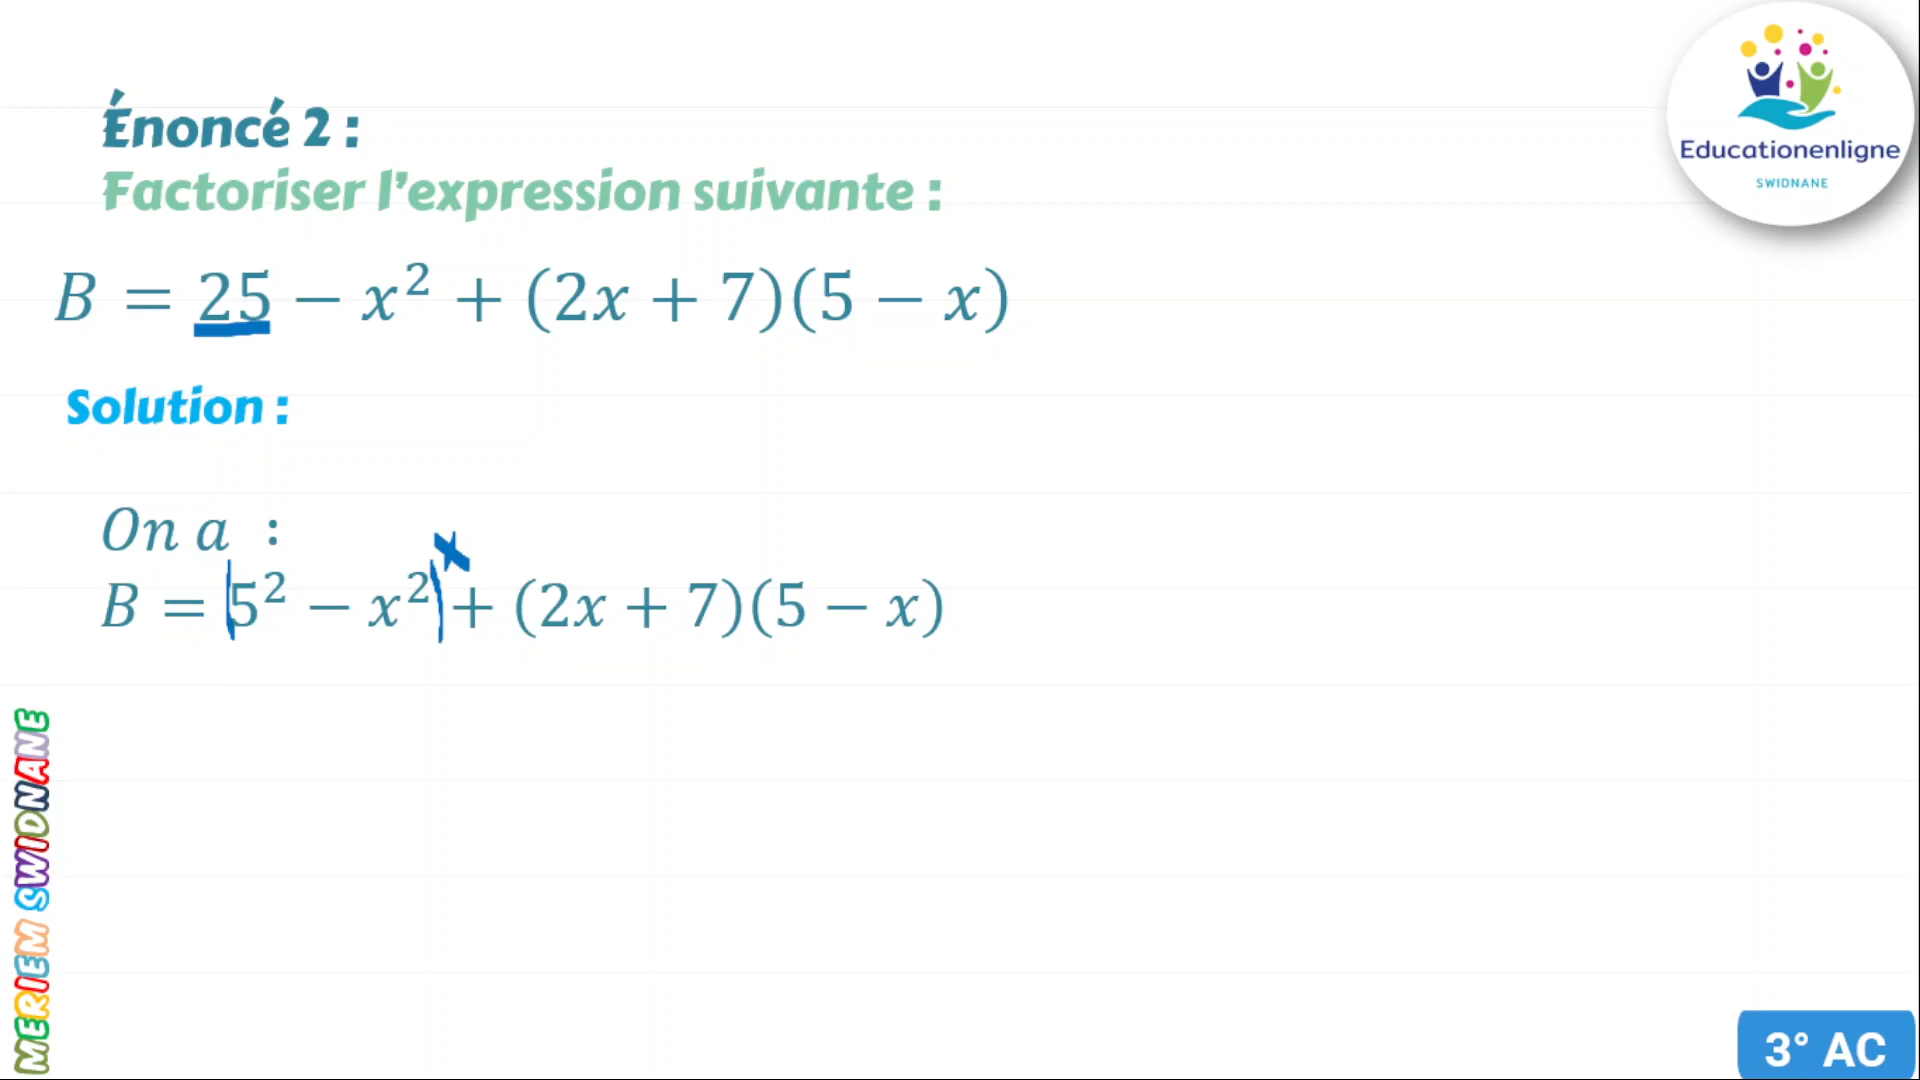 Énoncé 2 :
Factoriser l'expression suivante :
B = 25 − x² + (2x + 7)(5 − x)
Solution :
On a :
B = (5² − x²) + (2x + 7)(5 − x)
Educationenligne
SWIDNANE
MERIEM SWIDNANE
3° AC